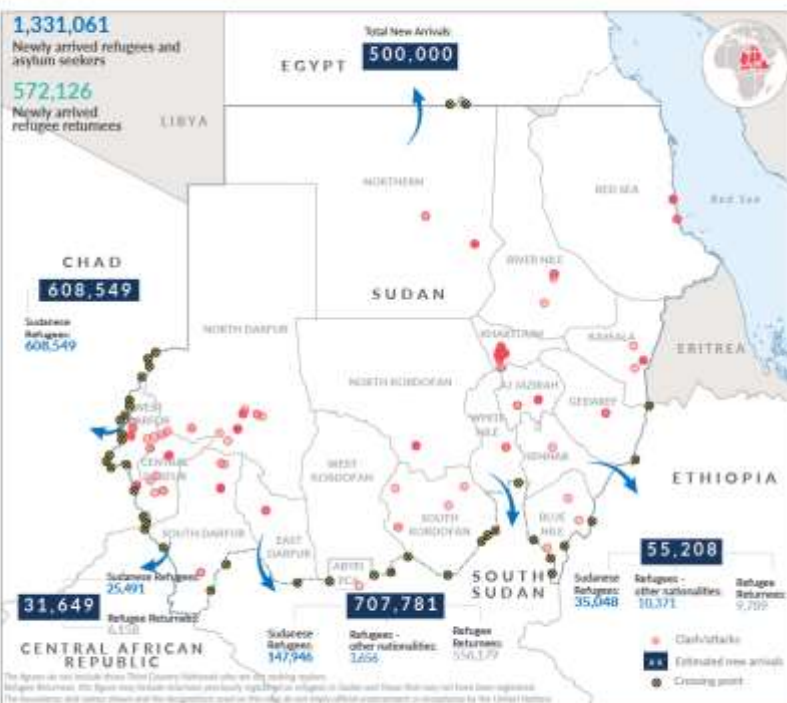 1,331,061
Newly arrived refugees and
asylum seekers
572,126
Newly arrived
refugee returnees
Total New Arrivals:
500,000
EGYPT
LIBYA
NORTHERN
RED SEA
Red Sea
RIVER NILE
CHAD
608,549
Sudanese
Refugees:
608,549
SUDAN
NORTH DARFUR
KHARTOUM
KASSALA
ERITREA
NORTH KORDOFAN
AJ JAZIRAH
GEDAREF
WEST
DARFUR
WHITE
NILE
SENNAR
CENTRAL
DARFUR
WEST
KORDOFAN
ETHIOPIA
SOUTH
KORDOFAN
BLUE
NILE
SOUTH DARFUR
EAST
DARFUR
ABYEI
PCA
SOUTH
SUDAN
55,208
Sudanese
Refugees:
35,048
Refugees -
other nationalities:
10,371
Refugee
Returnees:
9,789
Sudanese Refugees:
25,491
31,649
Refugee Returnees:
6,158
CENTRAL AFRICAN
REPUBLIC
707,781
Sudanese
Refugees:
147,946
Refugees -
other nationalities:
3,656
Refugee
Returnees:
556,179
Clash/attacks
Estimated new arrivals
Crossing point